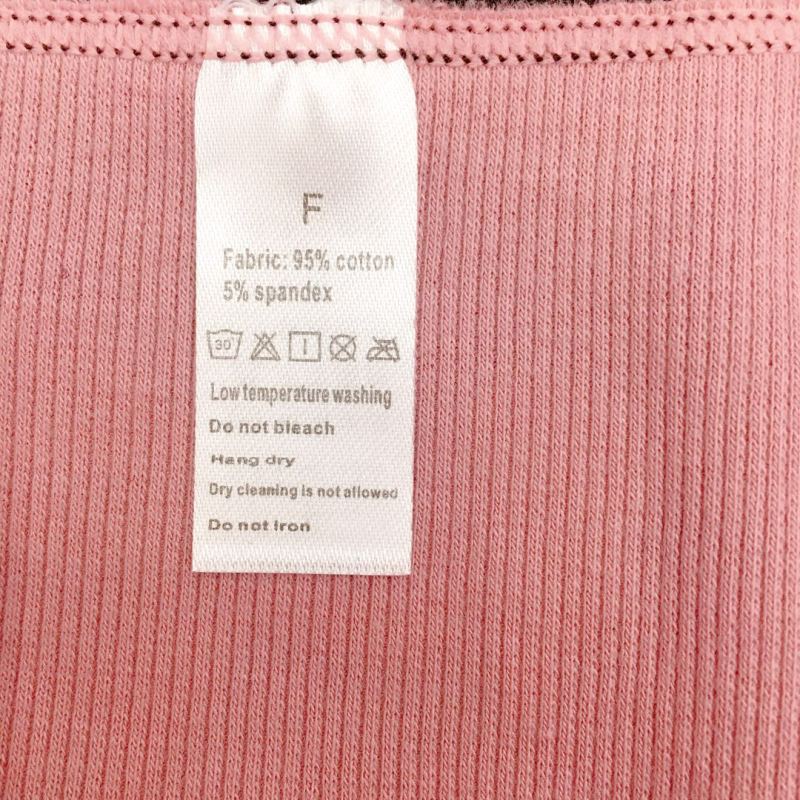 F
Fabric: 95% cotton
5% spandex
30°
Low temperature washing
Do not bleach
Hang dry
Dry cleaning is not allowed
Do not Iron